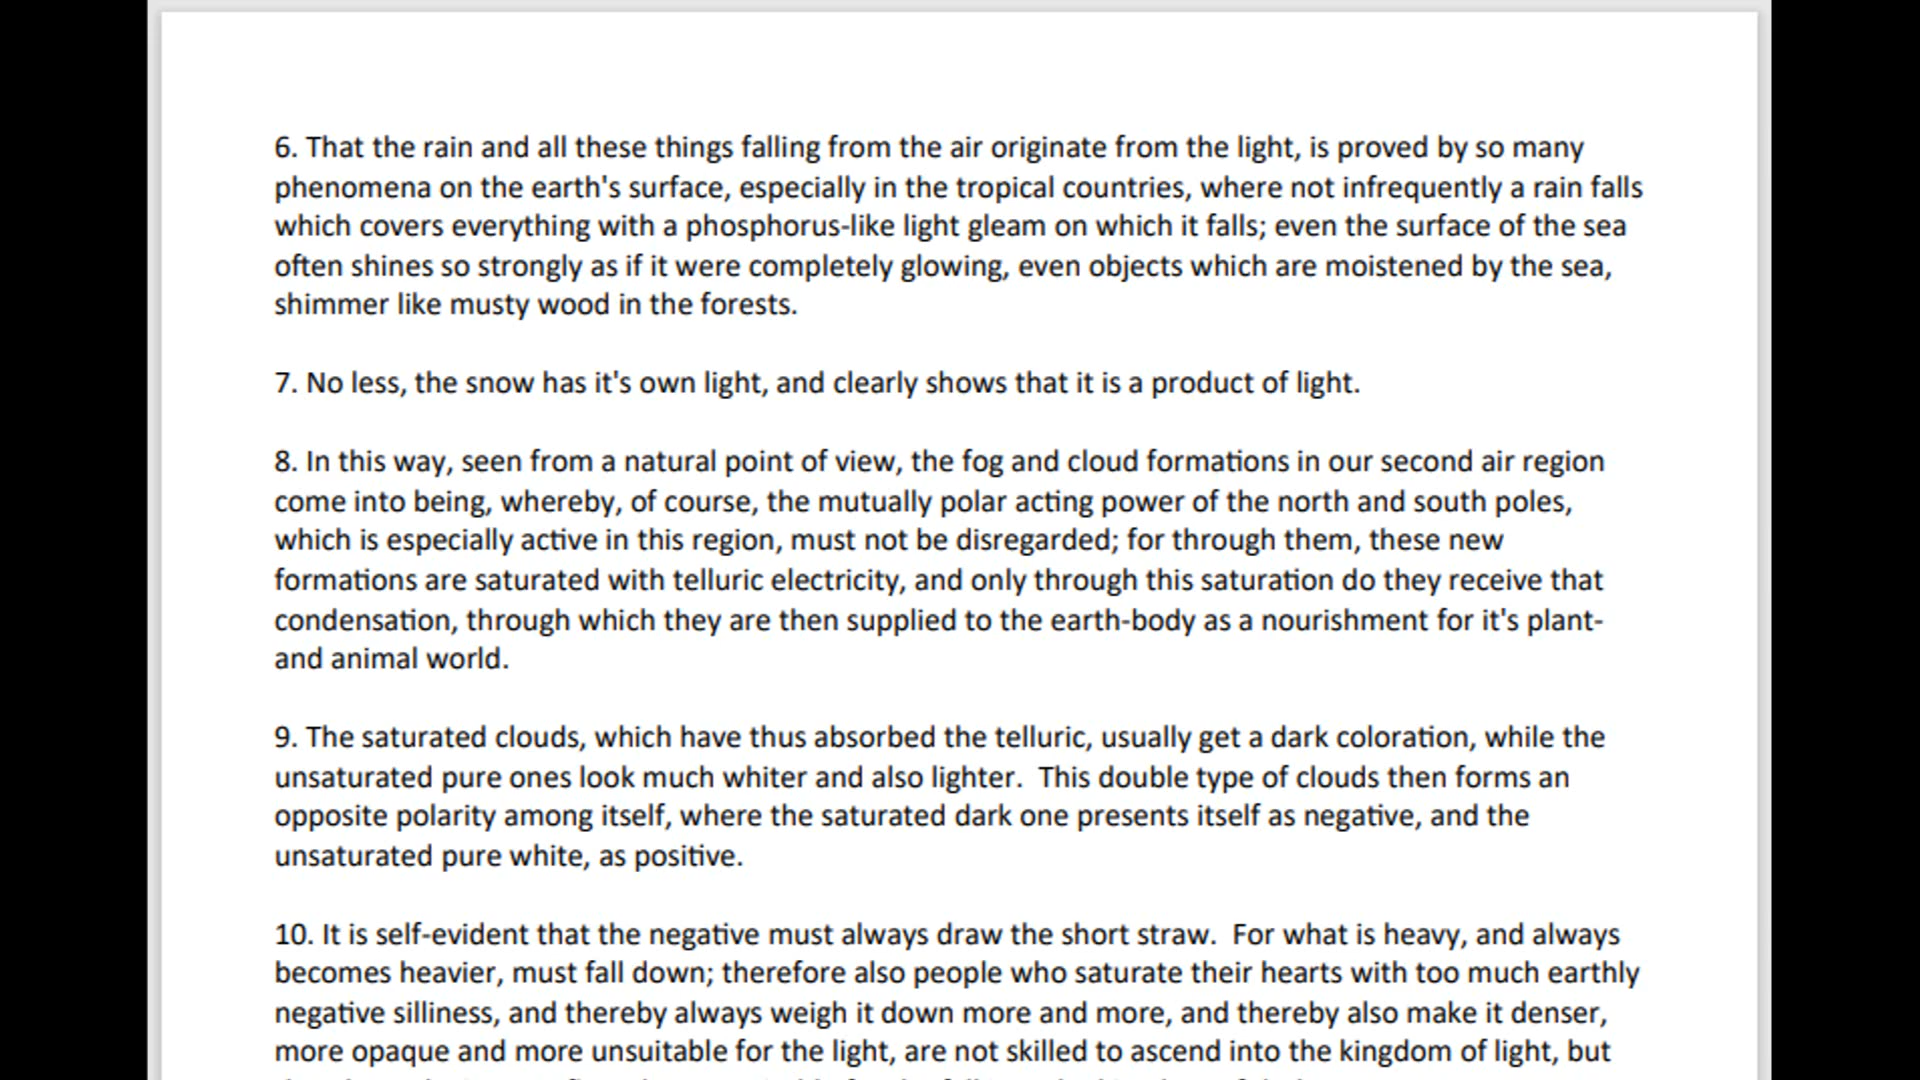 6. That the rain and all these things falling from the air originate from the light, is proved by so many
phenomena on the earth's surface, especially in the tropical countries, where not infrequently a rain falls
which covers everything with a phosphorus-like light gleam on which it falls; even the surface of the sea
often shines so strongly as if it were completely glowing, even objects which are moistened by the sea,
shimmer like musty wood in the forests.
7. No less, the snow has it's own light, and clearly shows that it is a product of light.
8. In this way, seen from a natural point of view, the fog and cloud formations in our second air region
come into being, whereby, of course, the mutually polar acting power of the north and south poles,
which is especially active in this region, must not be disregarded; for through them, these new
formations are saturated with telluric electricity, and only through this saturation do they receive that
condensation, through which they are then supplied to the earth-body as a nourishment for it's plant-
and animal world.
9. The saturated clouds, which have thus absorbed the telluric, usually get a dark coloration, while the
unsaturated pure ones look much whiter and also lighter.  This double type of clouds then forms an
opposite polarity among itself, where the saturated dark one presents itself as negative, and the
unsaturated pure white, as positive.
10. It is self-evident that the negative must always draw the short straw.  For what is heavy, and always
becomes heavier, must fall down; therefore also people who saturate their hearts with too much earthly
negative silliness, and thereby always weigh it down more and more, and thereby also make it denser,
more opaque and more unsuitable for the light, are not skilled to ascend into the kingdom of light, but